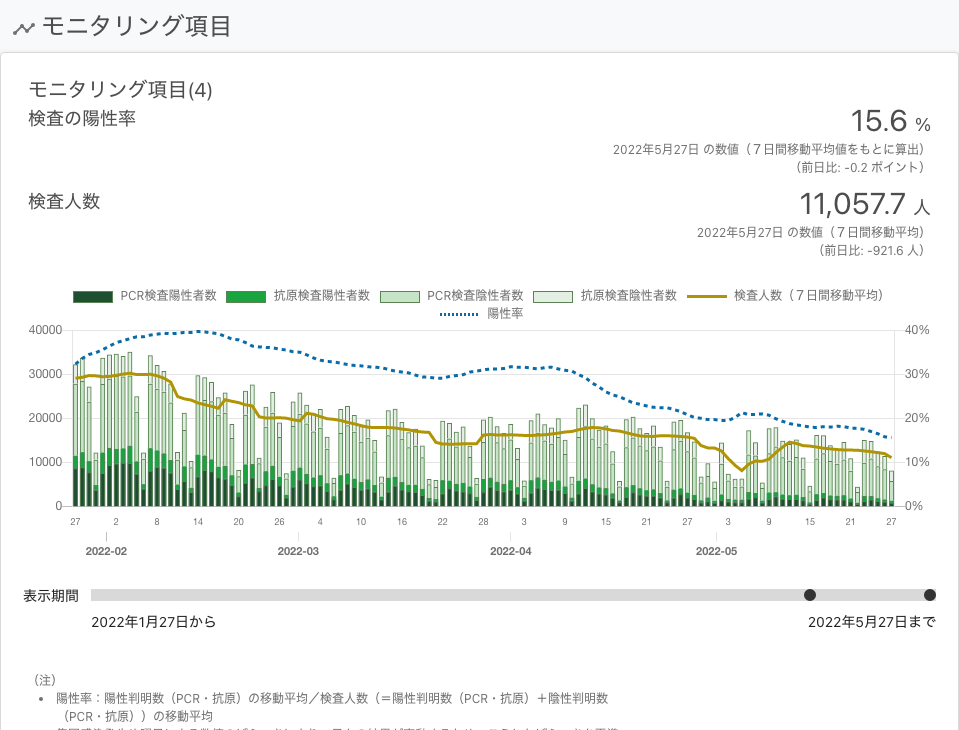 モニタリング項目
モニタリング項目(4)
検査の陽性率
15.6 %
2022年5月27日 の数値（７日間移動平均値をもとに算出）
（前日比: -0.2 ポイント）
検査人数
11,057.7 人
2022年5月27日 の数値（７日間移動平均）
（前日比: -921.6 人）
PCR検査陽性者数 抗原検査陽性者数 PCR検査陰性者数 抗原検査陰性者数 検査人数（７日間移動平均）
陽性率
40000 40%
30000 30%
20000 20%
10000 10%
0 0%
27 2 8 14 20 26 4 10 16 22 28 3 9 15 21 27 3 9 15 21 27
2022-02 2022-03 2022-04 2022-05
表示期間
2022年1月27日から 2022年5月27日まで
（注）
• 陽性率：陽性判明数（PCR・抗原）の移動平均／検査人数（＝陽性判明数（PCR・抗原）＋陰性判明数
（PCR・抗原））の移動平均